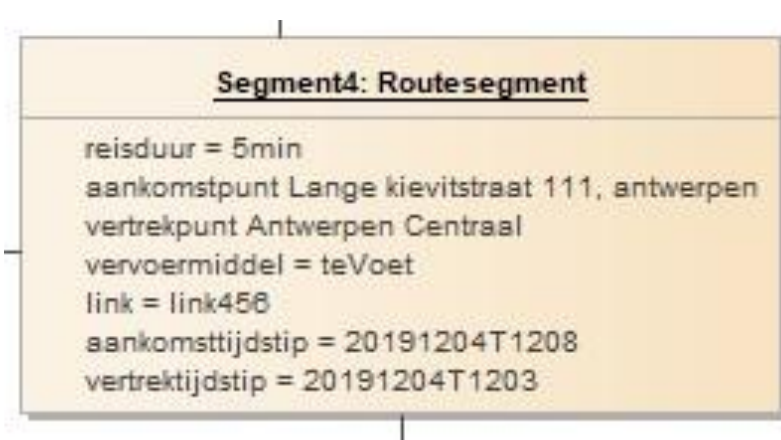 Segment4: Routesegment
reisduur = 5min
aankomstpunt Lange kievitstraat 111, antwerpen
vertrekpunt Antwerpen Centraal
vervoermiddel = teVoet
link = link456
aankomsttijdstip = 20191204T1208
vertrektijdstip = 20191204T1203